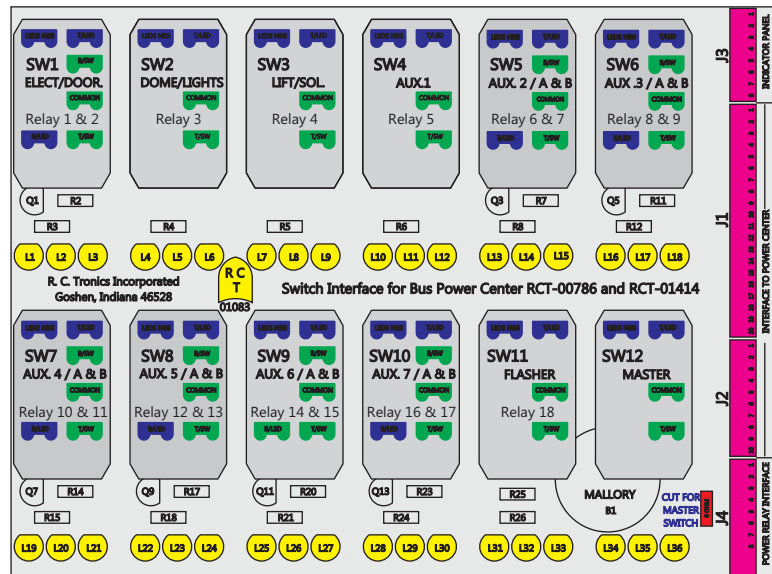 LEDS NEG T/LED
SW1 B/SW
ELECT/DOOR.
COMMON
Relay 1 & 2
B/LED T/SW
LEDS NEG T/LED
SW2
DOME/LIGHTS
COMMON
Relay 3
T/SW
LEDS NEG T/LED
SW3
LIFT/SOL.
COMMON
Relay 4
T/SW
LEDS NEG T/LED
SW4
AUX.1
COMMON
Relay 5
T/SW
LEDS NEG T/LED
SW5 B/SW
AUX. 2 / A & B
COMMON
Relay 6 & 7
B/LED T/SW
LEDS NEG T/LED
SW6 B/SW
AUX .3 / A & B
COMMON
Relay 8 & 9
B/LED T/SW
J3
INDICATOR PANEL
Q1 R2 Q3 R7 Q5 R11
R3 R4 R5 R6 R8 R12
L1 L2 L3 L4 L5 L6 L7 L8 L9 L10 L11 L12 L13 L14 L15 L16 L17 L18
J1
INTERFACE TO POWER CENTER
R. C. Tronics Incorporated
Goshen, Indiana 46528
R C
T
01083
Switch Interface for Bus Power Center RCT-00786 and RCT-01414
LEDS NEG T/LED
SW7 B/SW
AUX. 4 / A & B
COMMON
Relay 10 & 11
B/LED T/SW
LEDS NEG T/LED
SW8 B/SW
AUX. 5 / A & B
COMMON
Relay 12 & 13
B/LED T/SW
LEDS NEG T/LED
SW9 B/SW
AUX. 6 / A & B
COMMON
Relay 14 & 15
B/LED T/SW
LEDS NEG T/LED
SW10 B/SW
AUX. 7 / A & B
COMMON
Relay 16 & 17
B/LED T/SW
LEDS NEG T/LED
SW11
FLASHER
COMMON
Relay 18
T/SW
LEDS NEG T/LED
SW12
MASTER
COMMON
T/SW
J2
Q7 R14 Q9 R17 Q11 R20 Q13 R23 R25
R15 R18 R21 R24 R26
MALLORY
B1
CUT FOR
MASTER
SWITCH
J4
POWER RELAY INTERFACE
L19 L20 L21 L22 L23 L24 L25 L26 L27 L28 L29 L30 L31 L32 L33 L34 L35 L36